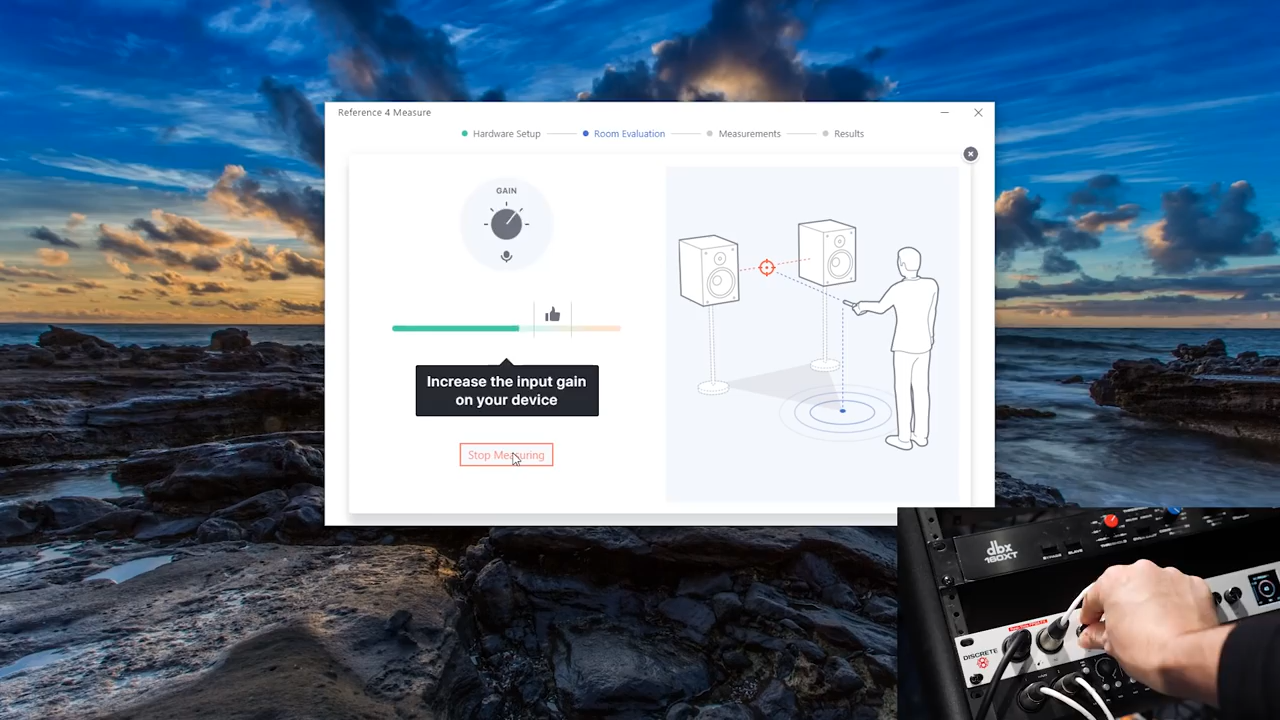 Reference 4 Measure
Hardware Setup
Room Evaluation
Measurements
Results
GAIN
Increase the input gain
on your device
Stop Measuring
dbx
160XT
DISCRETE